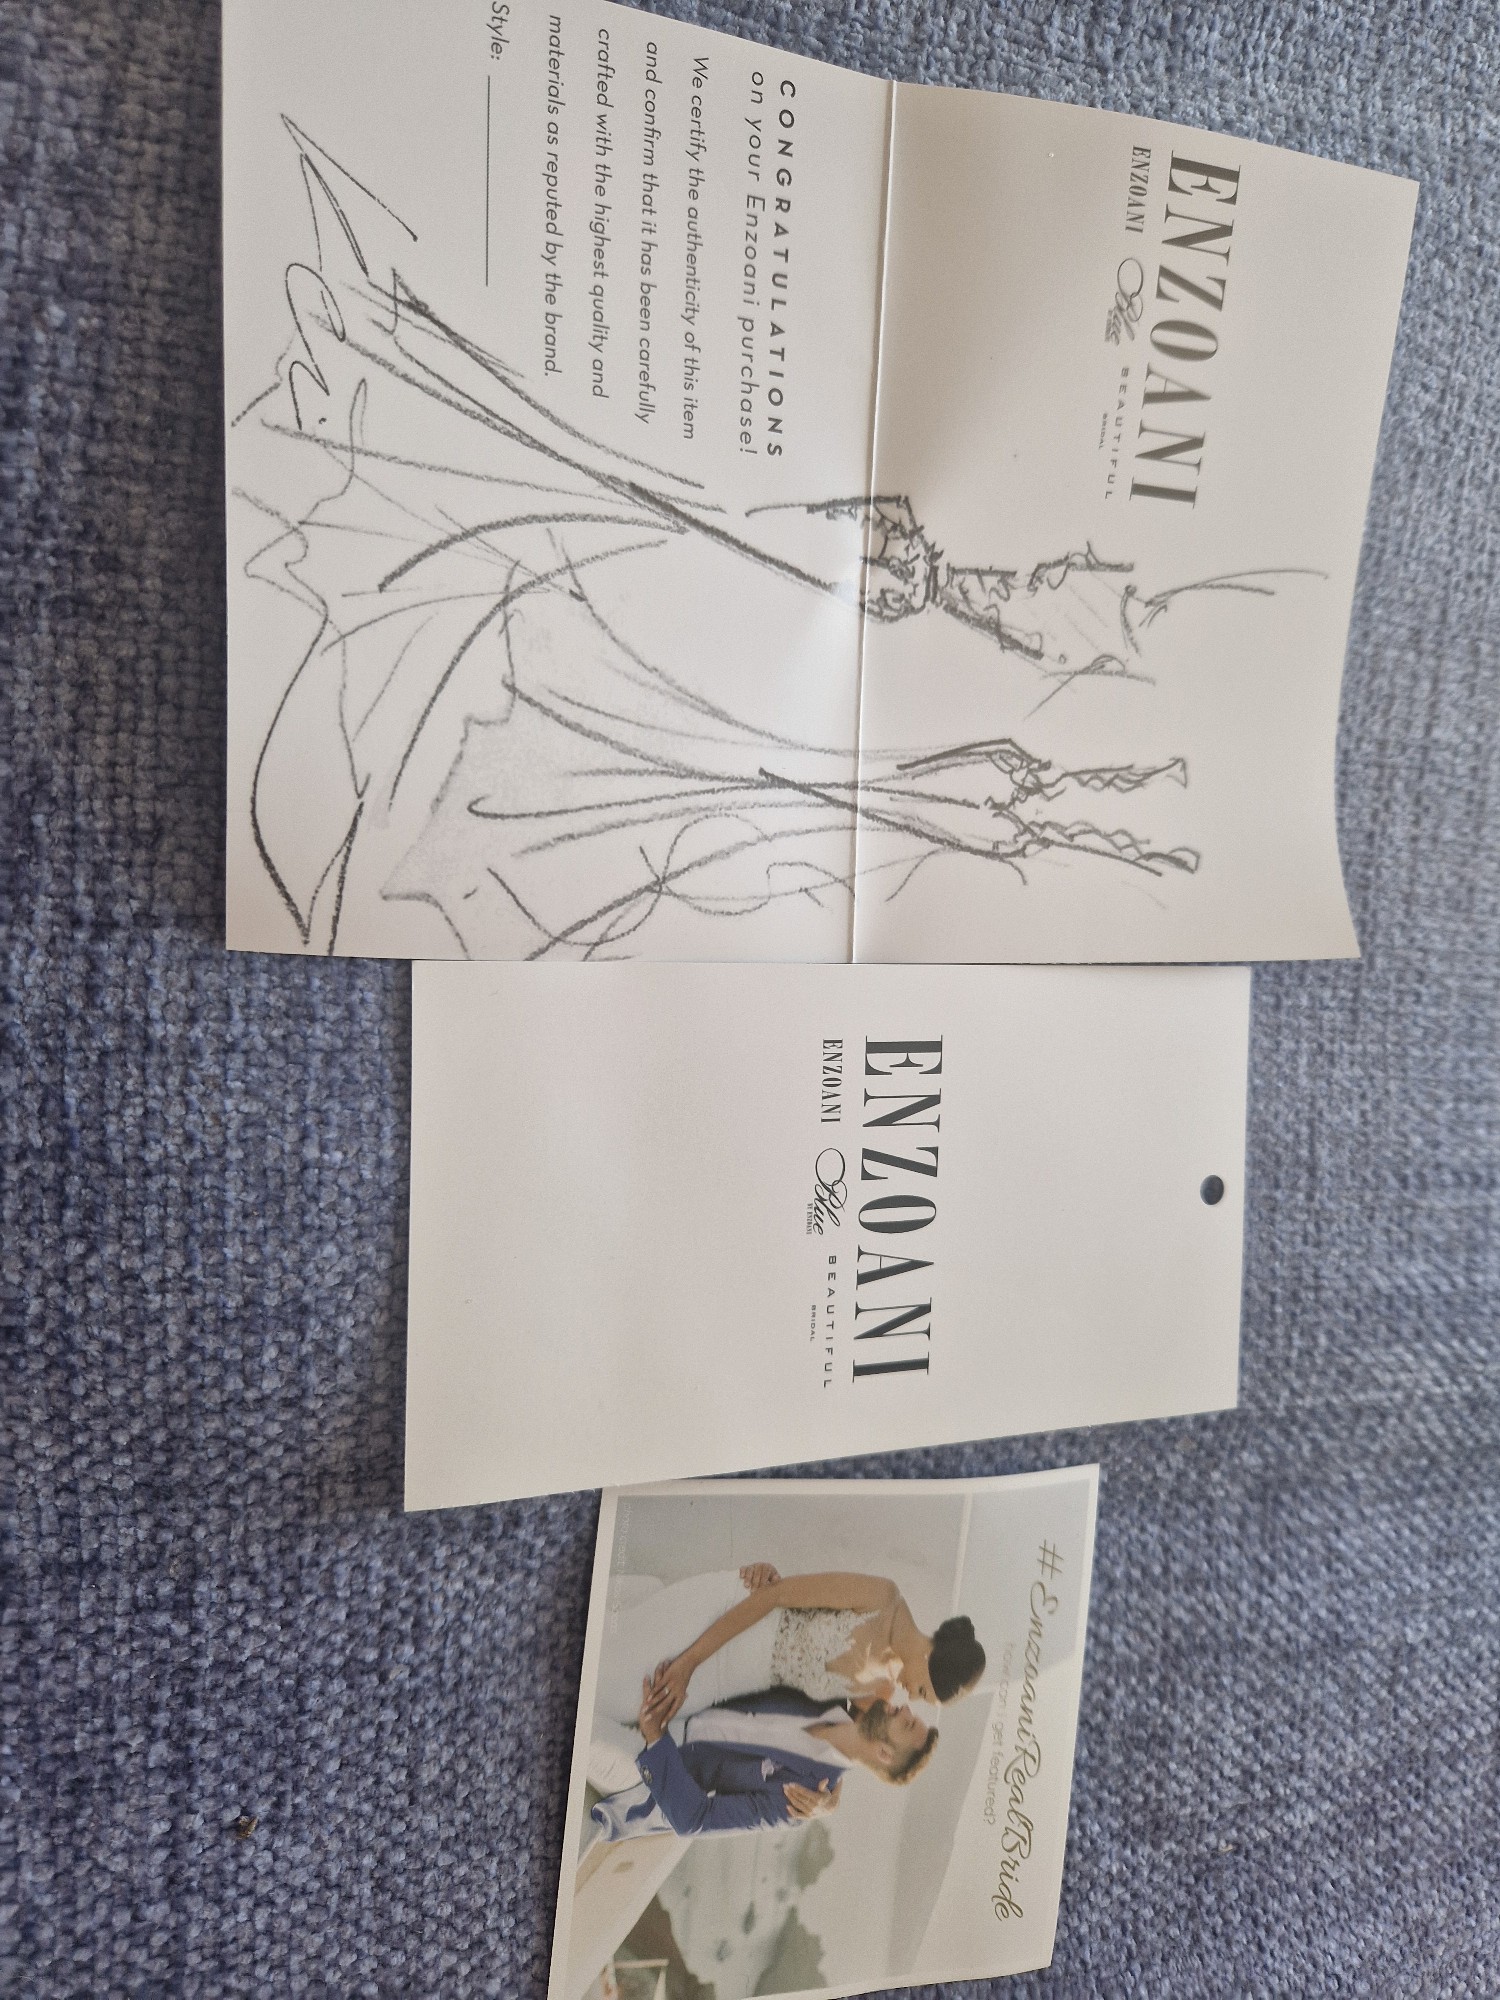 ENZOANI
ENZOANI Blue BEAUTIFUL
BRIDAL
CONGRATULATIONS
on your Enzoani purchase!
We certify the authenticity of this item
and confirm that it has been carefully
crafted with the highest quality and
materials as reputed by the brand.
Style:
ENZOANI
ENZOANI Blue BEAUTIFUL
BY ENZOANI BRIDAL
#EnzoaniRealBride
how can i get featured?